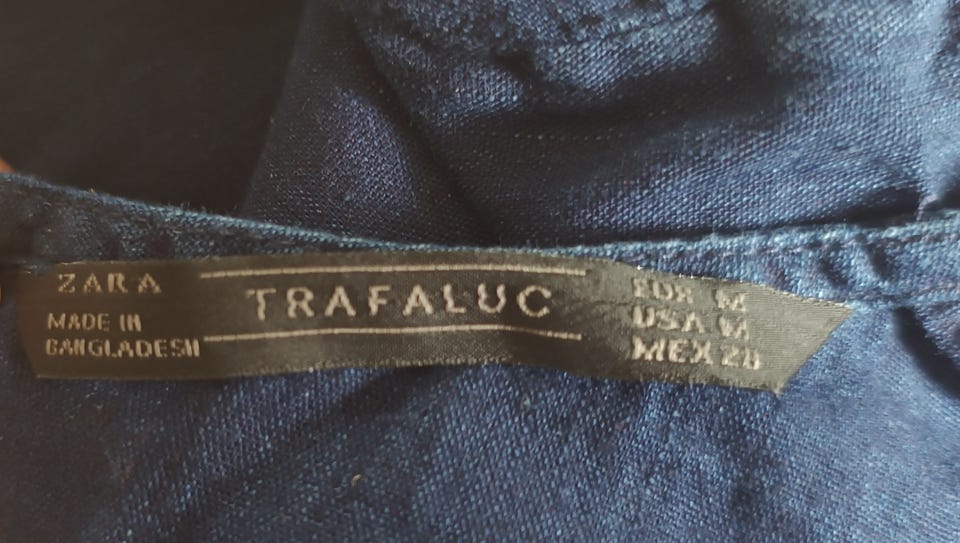 ZARA
MADE IN
BANGLADESH
TRAFALUC
EUR M
USA M
MEX 28